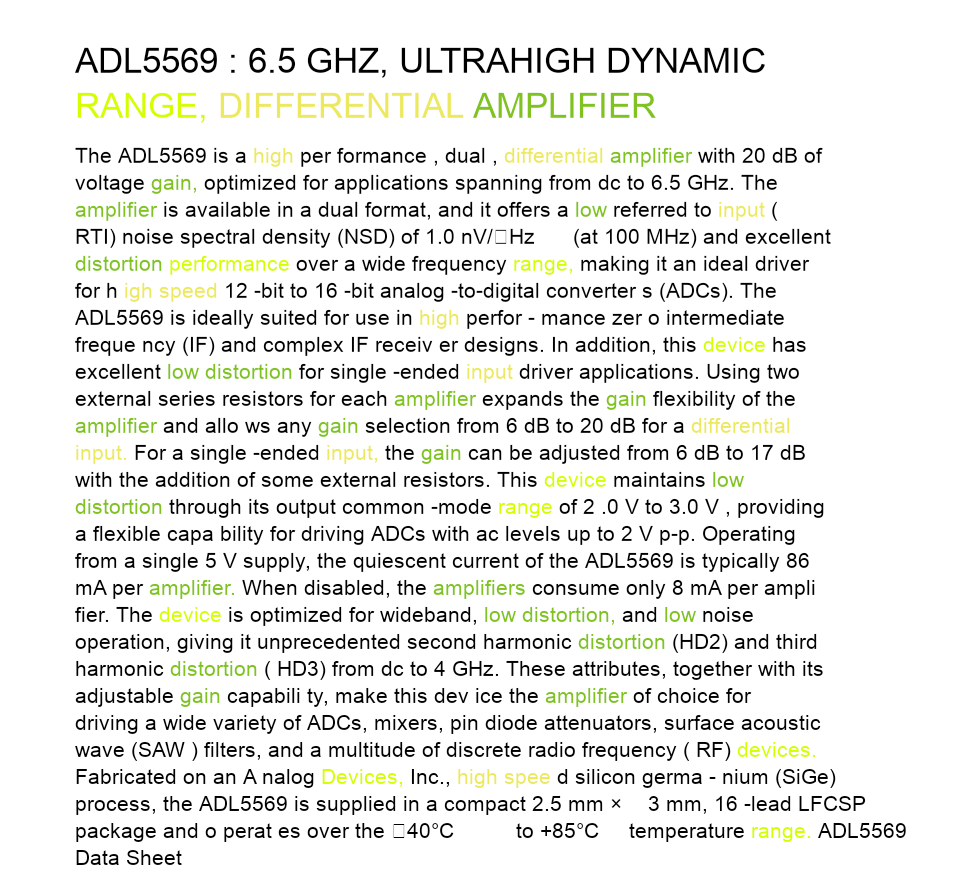 ADL5569 : 6.5 GHZ, ULTRAHIGH DYNAMIC
RANGE, DIFFERENTIAL AMPLIFIER
The ADL5569 is a high per formance , dual , differential amplifier with 20 dB of
voltage gain, optimized for applications spanning from dc to 6.5 GHz. The
amplifier is available in a dual format, and it offers a low referred to input (
RTI) noise spectral density (NSD) of 1.0 nV/□Hz (at 100 MHz) and excellent
distortion performance over a wide frequency range, making it an ideal driver
for h igh speed 12 -bit to 16 -bit analog -to-digital converter s (ADCs). The
ADL5569 is ideally suited for use in high perfor - mance zer o intermediate
freque ncy (IF) and complex IF receiv er designs. In addition, this device has
excellent low distortion for single -ended input driver applications. Using two
external series resistors for each amplifier expands the gain flexibility of the
amplifier and allo ws any gain selection from 6 dB to 20 dB for a differential
input. For a single -ended input, the gain can be adjusted from 6 dB to 17 dB
with the addition of some external resistors. This device maintains low
distortion through its output common -mode range of 2 .0 V to 3.0 V , providing
a flexible capa bility for driving ADCs with ac levels up to 2 V p-p. Operating
from a single 5 V supply, the quiescent current of the ADL5569 is typically 86
mA per amplifier. When disabled, the amplifiers consume only 8 mA per ampli
fier. The device is optimized for wideband, low distortion, and low noise
operation, giving it unprecedented second harmonic distortion (HD2) and third
harmonic distortion ( HD3) from dc to 4 GHz. These attributes, together with its
adjustable gain capabili ty, make this dev ice the amplifier of choice for
driving a wide variety of ADCs, mixers, pin diode attenuators, surface acoustic
wave (SAW ) filters, and a multitude of discrete radio frequency ( RF) devices.
Fabricated on an A nalog Devices, Inc., high spee d silicon germa - nium (SiGe)
process, the ADL5569 is supplied in a compact 2.5 mm × 3 mm, 16 -lead LFCSP
package and o perat es over the □40°C to +85°C temperature range. ADL5569
Data Sheet